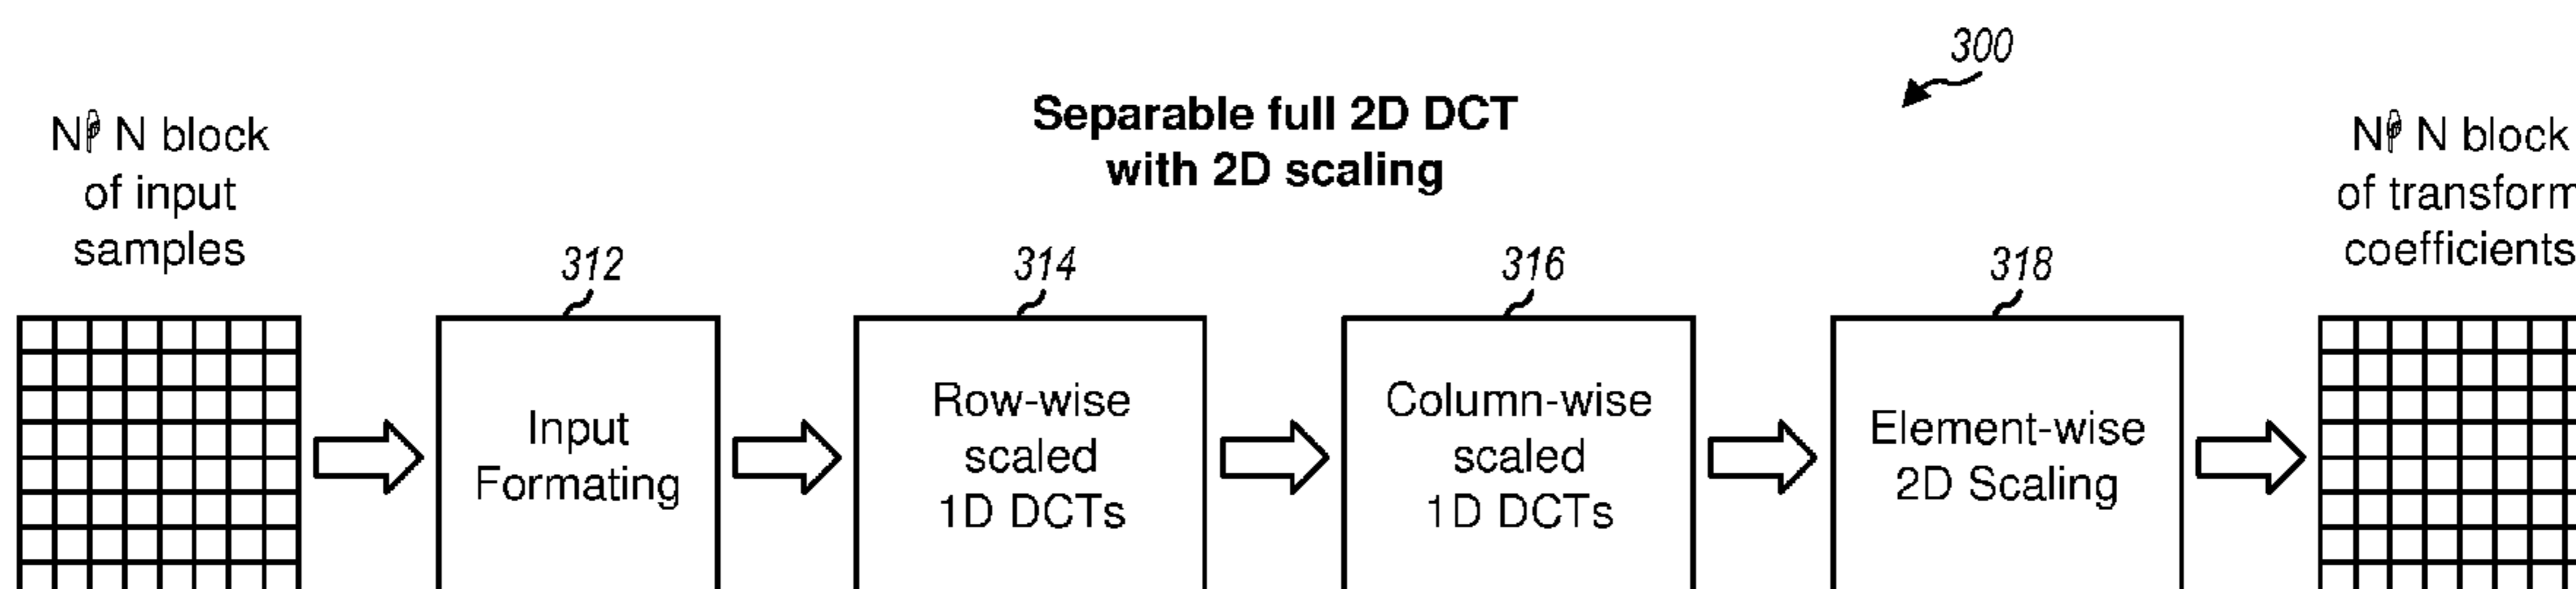 300
Separable full 2D DCT
with 2D scaling
N N block
of input
samples
N N block
of transform
coefficients
312
314
316
318
Input
Formating
Row-wise
scaled
1D DCTs
Column-wise
scaled
1D DCTs
Element-wise
2D Scaling